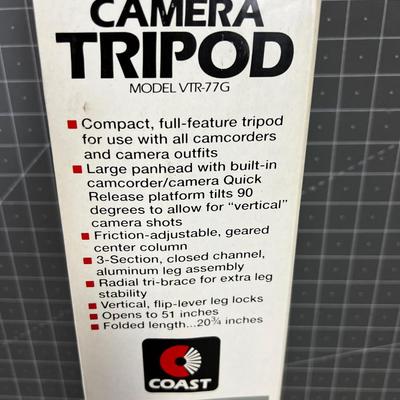 CAMERA
TRIPOD
MODEL VTR-77G
■ Compact, full-feature tripod
for use with all camcorders
and camera outfits
■ Large panhead with built-in
camcorder/camera Quick
Release platform tilts 90
degrees to allow for "vertical"
camera shots
■ Friction-adjustable, geared
center column
■ 3-Section, closed channel,
aluminum leg assembly
■ Radial tri-brace for extra leg
stability
■ Vertical, flip-lever leg locks
■ Opens to 51 inches
■ Folded length...20¾ inches
COAST